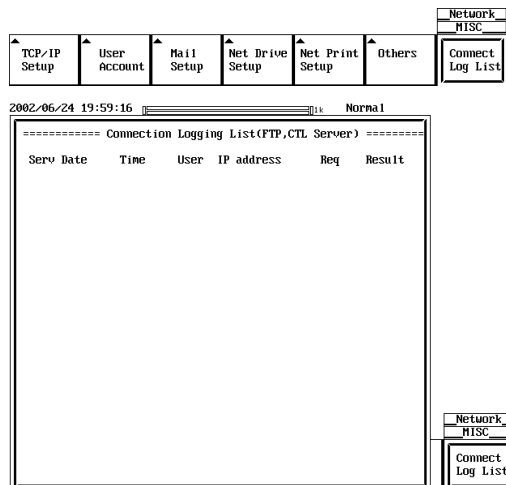 Network
MISC
TCP/IP Setup
User Account
Mail Setup
Net Drive Setup
Net Print Setup
Others
Connect Log List
2002/06/24 19:59:16 1k Normal
============ Connection Logging List(FTP,CTL Server) =========
Serv Date Time User IP address Req Result
Network
MISC
Connect
Log List